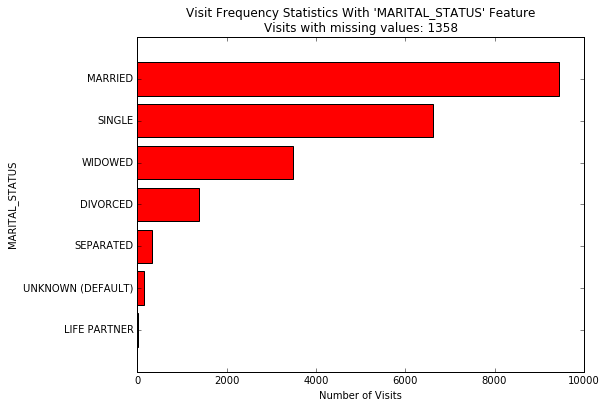 Visit Frequency Statistics With 'MARITAL_STATUS' Feature
Visits with missing values: 1358
MARITAL_STATUS
MARRIED
SINGLE
WIDOWED
DIVORCED
SEPARATED
UNKNOWN (DEFAULT)
LIFE PARTNER
0 2000 4000 6000 8000 10000
Number of Visits